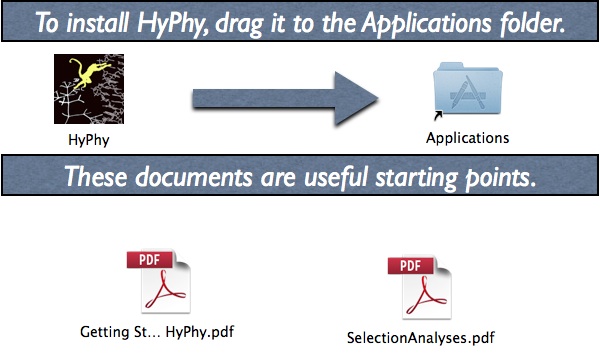 To install HyPhy, drag it to the Applications folder.
HyPhy
Applications
These documents are useful starting points.
PDF
PDF
Getting St... HyPhy.pdf
SelectionAnalyses.pdf